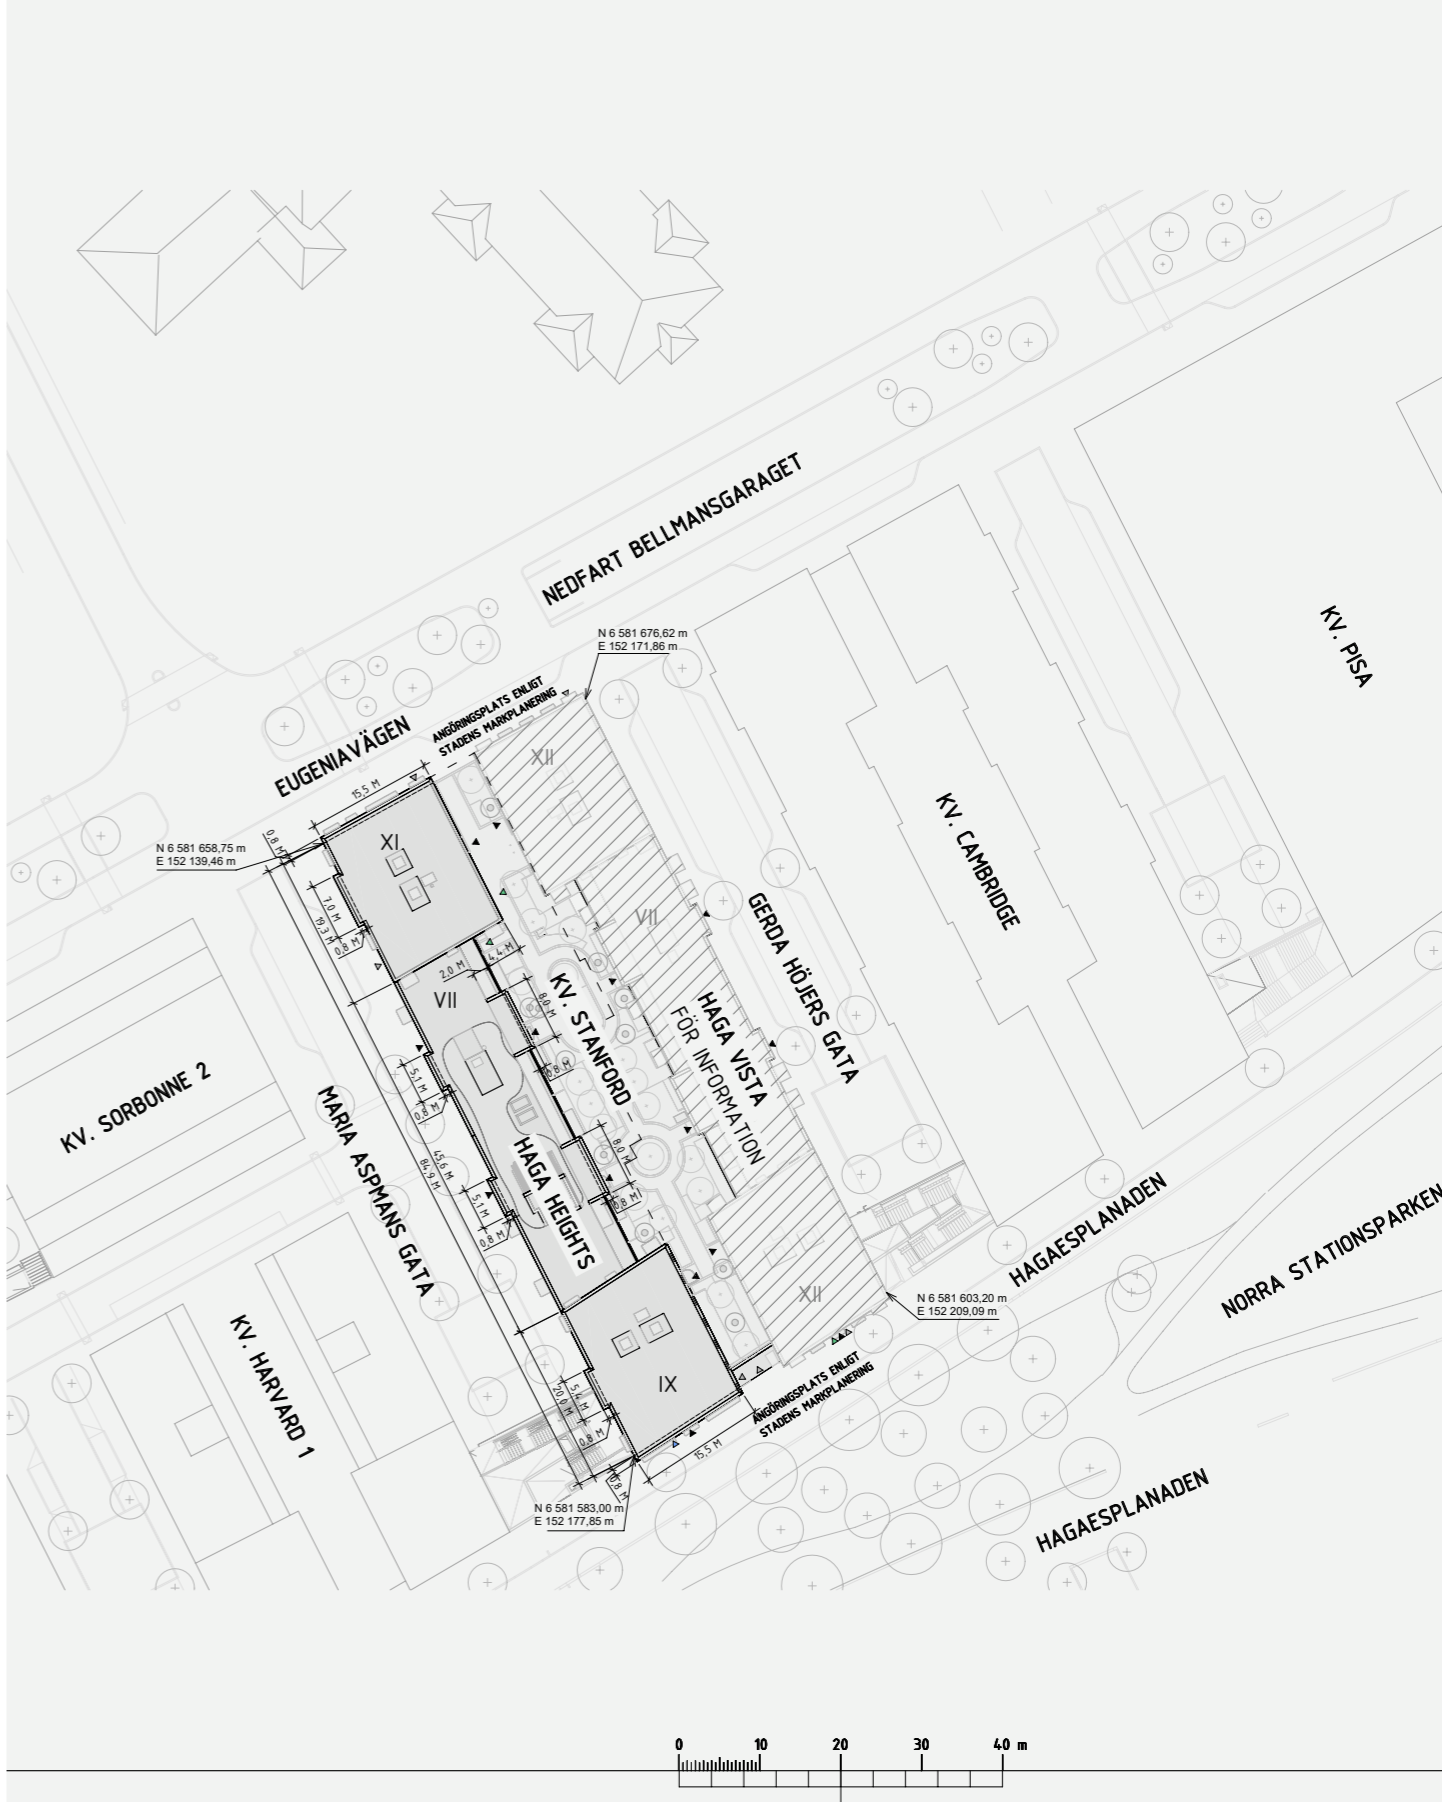 NEDFART BELLMANSGARAGET
KV. PISA
N 6 581 676,62 m
E 152 171,86 m
ANGÖRINGSPLATS ENLIGT
STADENS MARKPLANERING
EUGENIAVÄGEN
XII
15,5 M
KV. CAMBRIDGE
0,8 M
N 6 581 658,75 m
E 152 139,46 m
XI
7,0 M
19,3 M
0,8 M
VII
GERDA HÖJERS GATA
4,4 M
2,0 M
VII
8,0 M
KV. STANFORD
HAGA VISTA
FÖR INFORMATION
0,8 M
5,1 M
0,8 M
KV. SORBONNE 2
MARIA ASPMANS GATA
HAGA HEIGHTS
8,0 M
0,8 M
45,6 M
84,9 M
5,1 M
0,8 M
HAGAESPLANADEN
NORRA STATIONSPARKEN
XII
N 6 581 603,20 m
E 152 209,09 m
KV. HARVARD 1
IX
5,4 M
20,0 M
0,8 M
ANGÖRINGSPLATS ENLIGT
STADENS MARKPLANERING
15,5 M
0,8 M
N 6 581 583,00 m
E 152 177,85 m
HAGAESPLANADEN
0 10 20 30 40 m